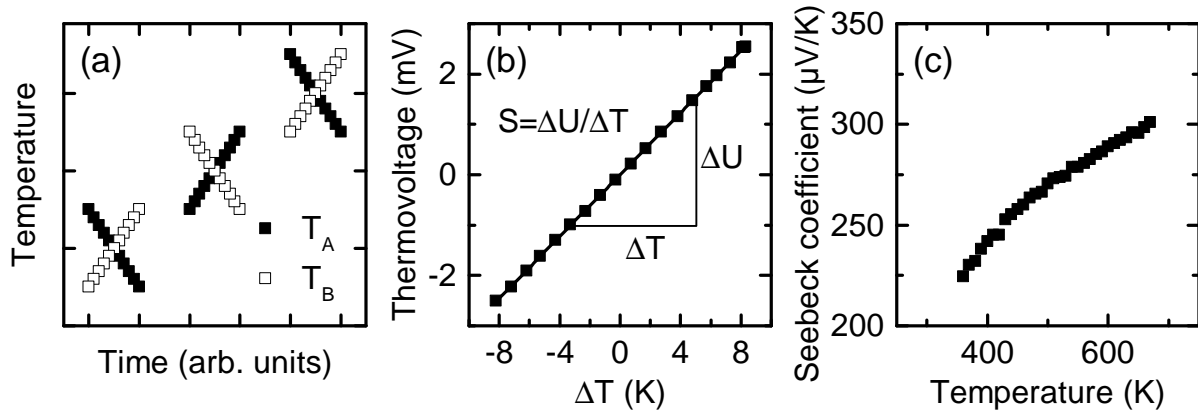 (a)
Temperature
T_A
T_B
Time (arb. units)
(b)
Thermovoltage (mV)
2
0
-2
S=ΔU/ΔT
ΔU
ΔT
-8 -4 0 4 8
ΔT (K)
(c)
Seebeck coefficient (µV/K)
350
300
250
200
400 600
Temperature (K)